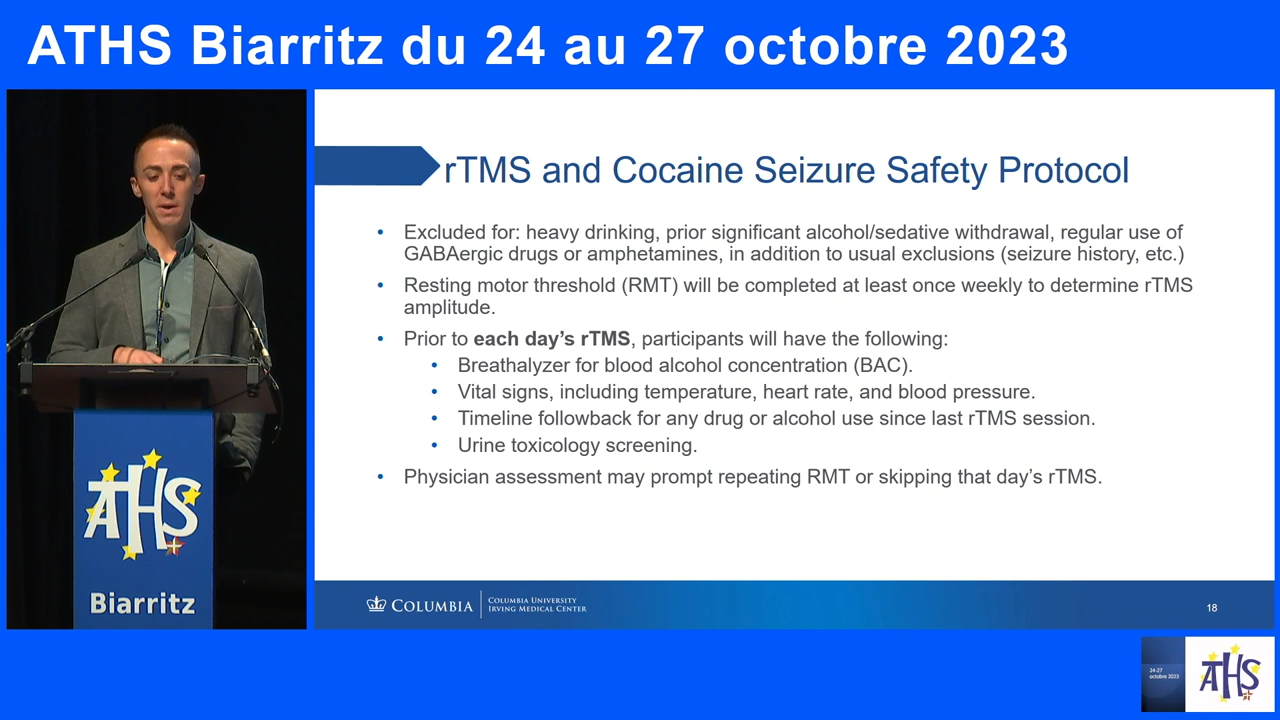 ATHS Biarritz du 24 au 27 octobre 2023
rTMS and Cocaine Seizure Safety Protocol
• Excluded for: heavy drinking, prior significant alcohol/sedative withdrawal, regular use of
GABAergic drugs or amphetamines, in addition to usual exclusions (seizure history, etc.)
• Resting motor threshold (RMT) will be completed at least once weekly to determine rTMS
amplitude.
• Prior to each day’s rTMS, participants will have the following:
• Breathalyzer for blood alcohol concentration (BAC).
• Vital signs, including temperature, heart rate, and blood pressure.
• Timeline followback for any drug or alcohol use since last rTMS session.
• Urine toxicology screening.
• Physician assessment may prompt repeating RMT or skipping that day’s rTMS.
COLUMBIA
COLUMBIA UNIVERSITY
IRVING MEDICAL CENTER
18
ATHS
Biarritz
24-27
octobre 2023
ATHS